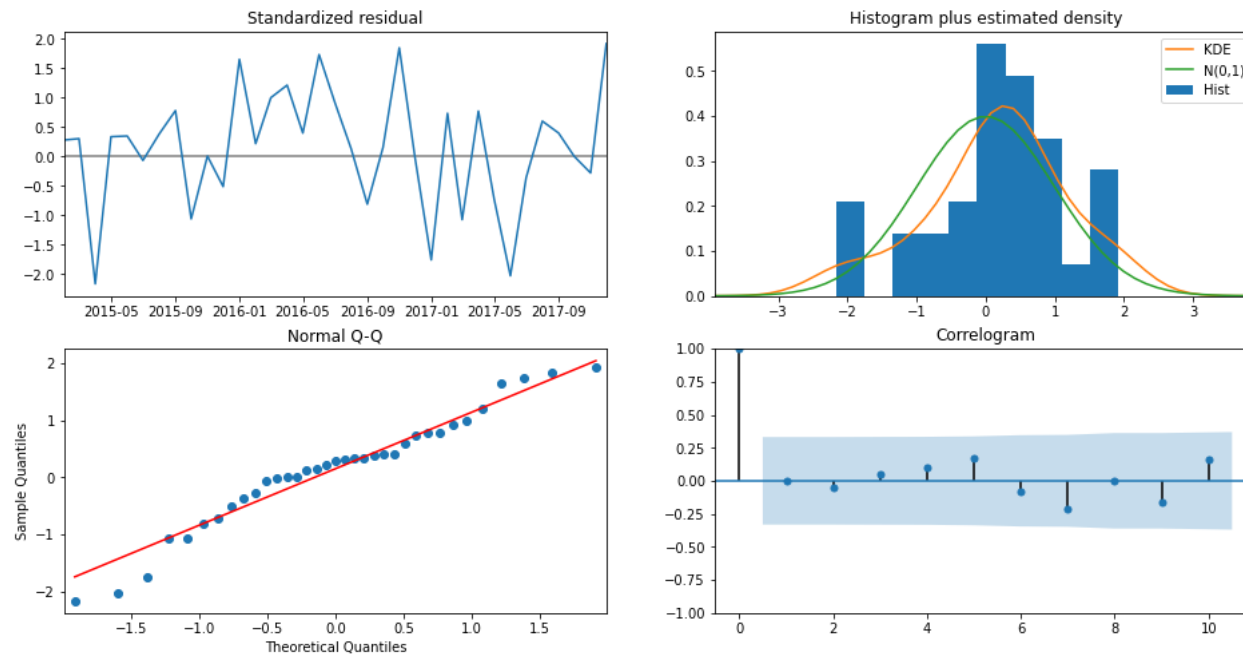 Standardized residual
2.0
1.5
1.0
0.5
0.0
−0.5
−1.0
−1.5
−2.0
2015-05 2015-09 2016-01 2016-05 2016-09 2017-01 2017-05 2017-09
Histogram plus estimated density
KDE
N(0,1)
Hist
0.5
0.4
0.3
0.2
0.1
0.0
−3 −2 −1 0 1 2 3
Normal Q-Q
Sample Quantiles
2
1
0
−1
−2
−1.5 −1.0 −0.5 0.0 0.5 1.0 1.5
Theoretical Quantiles
Correlogram
1.00
0.75
0.50
0.25
0.00
−0.25
−0.50
−0.75
−1.00
0 2 4 6 8 10